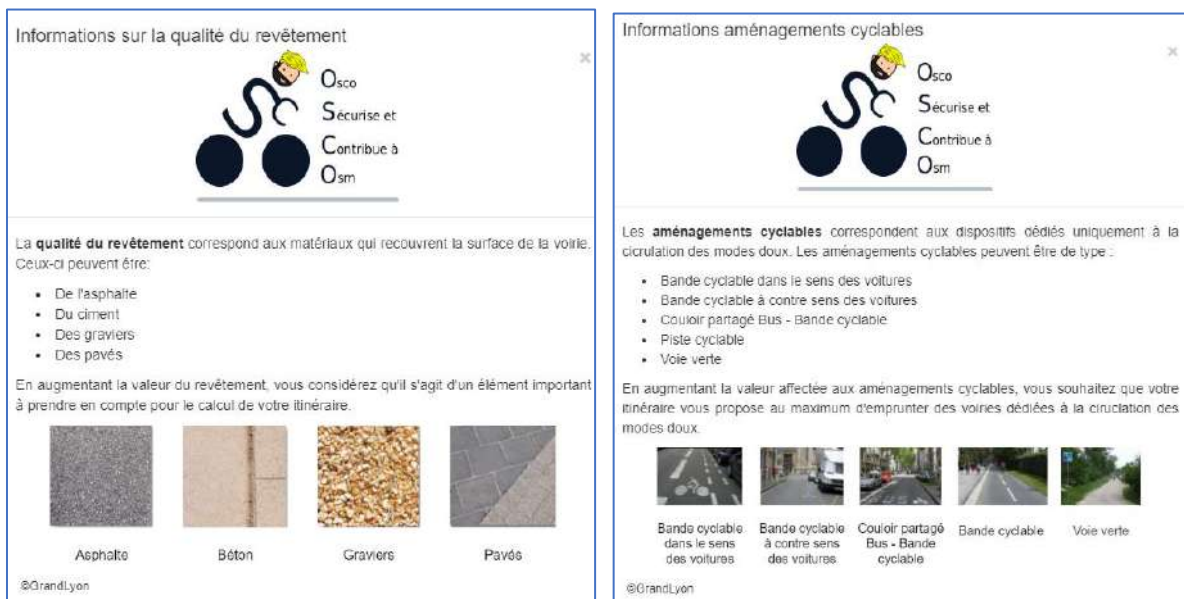 Informations sur la qualité du revêtement
Osco
Sécurise et
Contribue à
Osm
La qualité du revêtement correspond aux matériaux qui recouvrent la surface de la voirie.
Ceux-ci peuvent être:
• De l'asphalte
• Du ciment
• Des graviers
• Des pavés
En augmentant la valeur du revêtement, vous considérez qu'il s'agit d'un élément important
à prendre en compte pour le calcul de votre itinéraire.
Asphalte
Béton
Graviers
Pavés
©GrandLyon
Informations aménagements cyclables
Osco
Sécurise et
Contribue à
Osm
Les aménagements cyclables correspondent aux dispositifs dédiés uniquement à la
cicrulation des modes doux. Les aménagements cyclables peuvent être de type :
• Bande cyclable dans le sens des voitures
• Bande cyclable à contre sens des voitures
• Couloir partagé Bus - Bande cyclable
• Piste cyclable
• Voie verte
En augmentant la valeur affectée aux aménagements cyclables, vous souhaitez que votre
itinéraire vous propose au maximum d'emprunter des voiries dédiées à la ciruclation des
modes doux.
Bande cyclable
dans le sens
des voitures
Bande cyclable
à contre sens
des voitures
Couloir partagé
Bus - Bande
cyclable
Bande cyclable
Voie verte
©GrandLyon